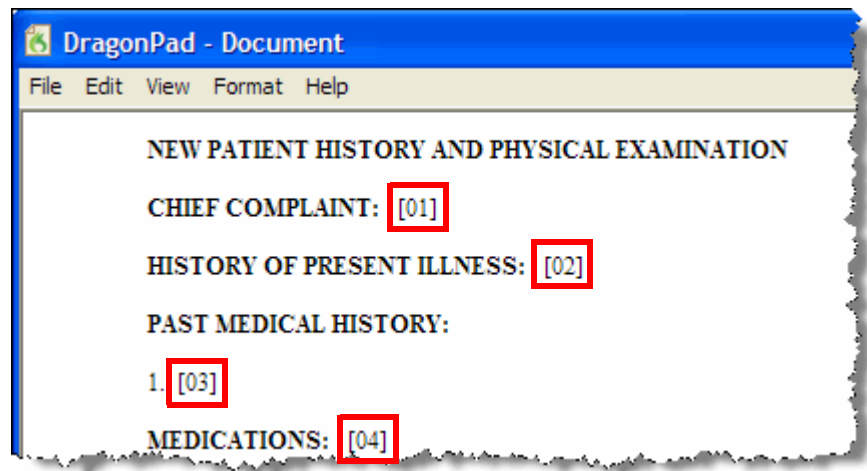 DragonPad - Document
File Edit View Format Help
NEW PATIENT HISTORY AND PHYSICAL EXAMINATION
CHIEF COMPLAINT: [01]
HISTORY OF PRESENT ILLNESS: [02]
PAST MEDICAL HISTORY:
1. [03]
MEDICATIONS: [04]